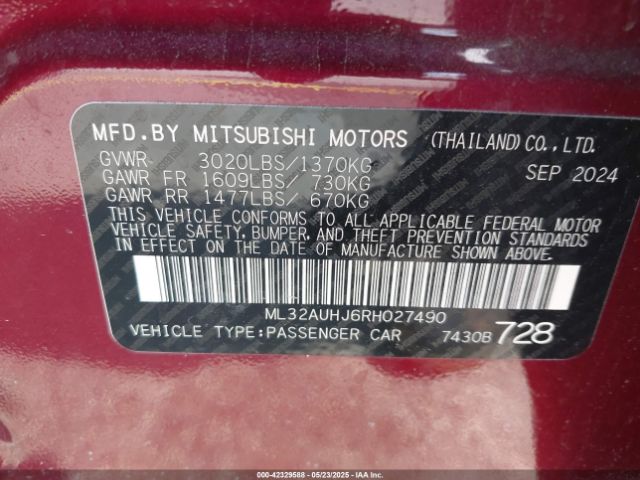 MFD.BY MITSUBISHI MOTORS (THAILAND) CO., LTD.
GVWR 3020LBS/1370KG SEP 2024
GAWR FR 1609LBS/ 730KG
GAWR RR 1477LBS/ 670KG
THIS VEHICLE CONFORMS TO ALL APPLICABLE FEDERAL MOTOR
VEHICLE SAFETY, BUMPER, AND THEFT PREVENTION STANDARDS
IN EFFECT ON THE DATE OF MANUFACTURE SHOWN ABOVE.
ML32AUHJ6RH027490
VEHICLE TYPE:PASSENGER CAR 7430B 728
000-42329588 - 05/23/2025 - © COPYRIGHT IAA, LLC.